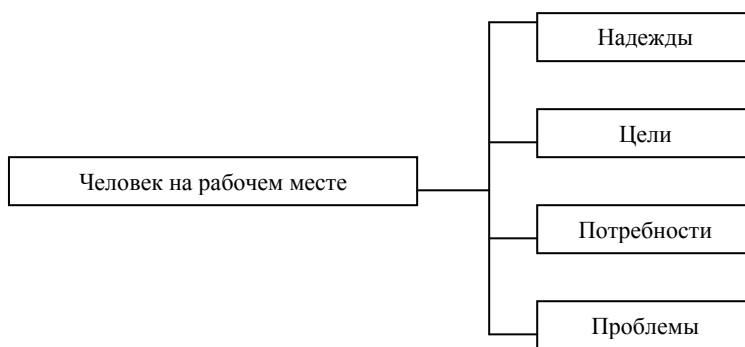 Надежды
Цели
Человек на рабочем месте
Потребности
Проблемы